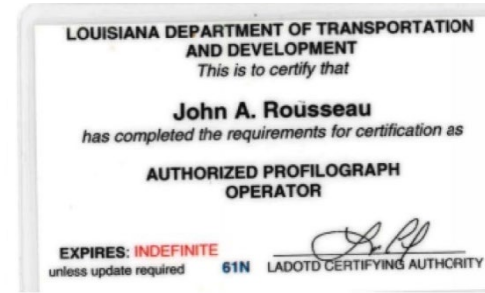 LOUISIANA DEPARTMENT OF TRANSPORTATION
AND DEVELOPMENT
This is to certify that
John A. Rousseau
has completed the requirements for certification as
AUTHORIZED PROFILOGRAPH
OPERATOR
EXPIRES: INDEFINITE
unless update required 61N LADOTD CERTIFYING AUTHORITY